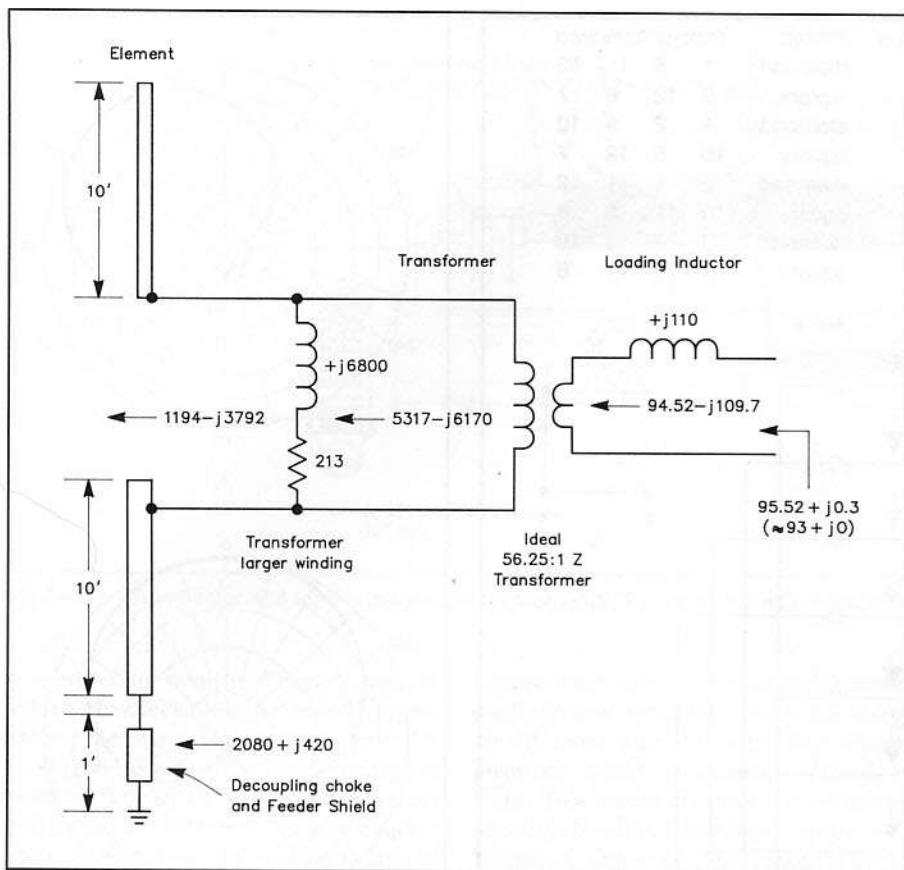 Element
10'
Transformer
Loading Inductor
+j110
+j6800
1194–j3792
5317–j6170
94.52–j109.7
213
95.52+j0.3
(≈93+j0)
Transformer
larger winding
Ideal
56.25:1 Z
Transformer
10'
2080+j420
1'
Decoupling choke
and Feeder Shield